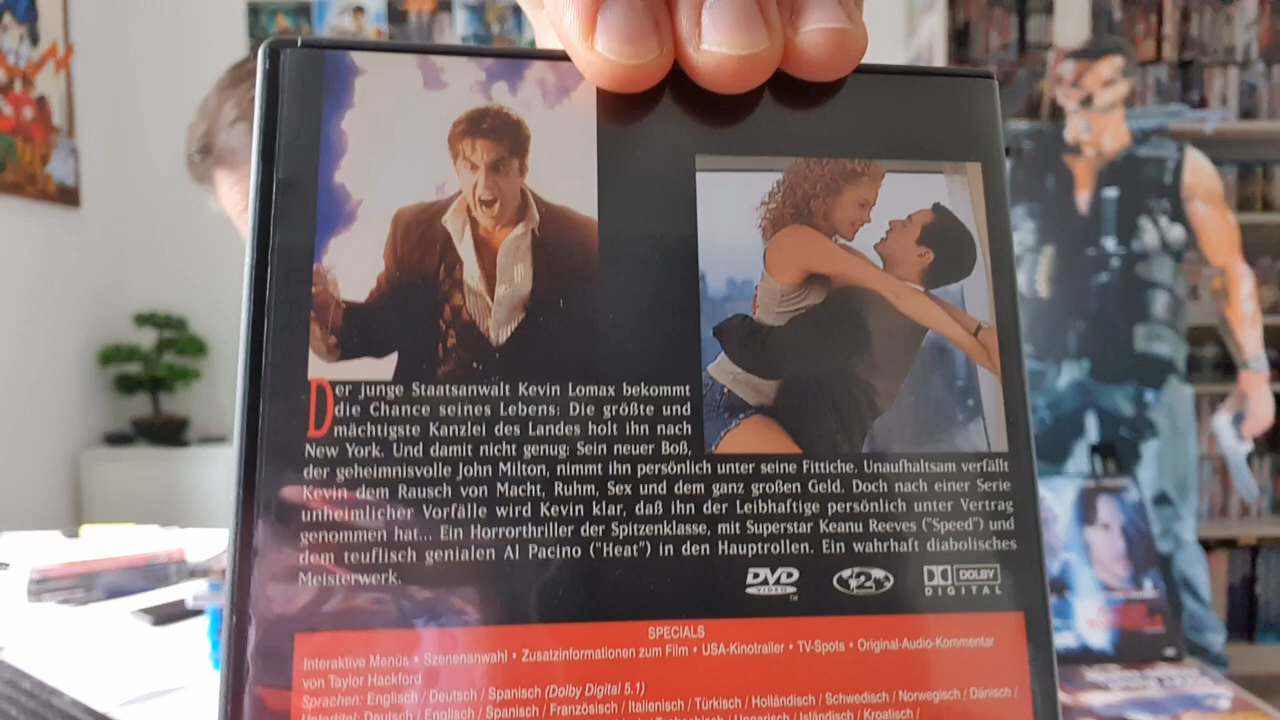 Der junge Staatsanwalt Kevin Lomax bekommt
die Chance seines Lebens: Die größte und
mächtigste Kanzlei des Landes holt ihn nach
New York. Und damit nicht genug: Sein neuer Boß,
der geheimnisvolle John Milton, nimmt ihn persönlich unter seine Fittiche. Unaufhaltsam verfällt
Kevin dem Rausch von Macht, Ruhm, Sex und dem ganz großen Geld. Doch nach einer Serie
unheimlicher Vorfälle wird Kevin klar, daß ihn der Leibhaftige persönlich unter Vertrag
genommen hat... Ein Horrorthriller der Spitzenklasse, mit Superstar Keanu Reeves ("Speed") und
dem teuflisch genialen Al Pacino ("Heat") in den Hauptrollen. Ein wahrhaft diabolisches
Meisterwerk.
DVD VIDEO TM
2
DOLBY DIGITAL
SPECIALS
Interaktive Menüs • Szenenanwahl • Zusatzinformationen zum Film • USA-Kinotrailer • TV-Spots • Original-Audio-Kommentar
von Taylor Hackford
Sprachen: Englisch / Deutsch / Spanisch (Dolby Digital 5.1)
Untertitel: Deutsch / Englisch / Spanisch / Französisch / Italienisch / Türkisch / Holländisch / Schwedisch / Norwegisch / Dänisch /
Tschechisch / Ungarisch / Isländisch / Kroatisch /